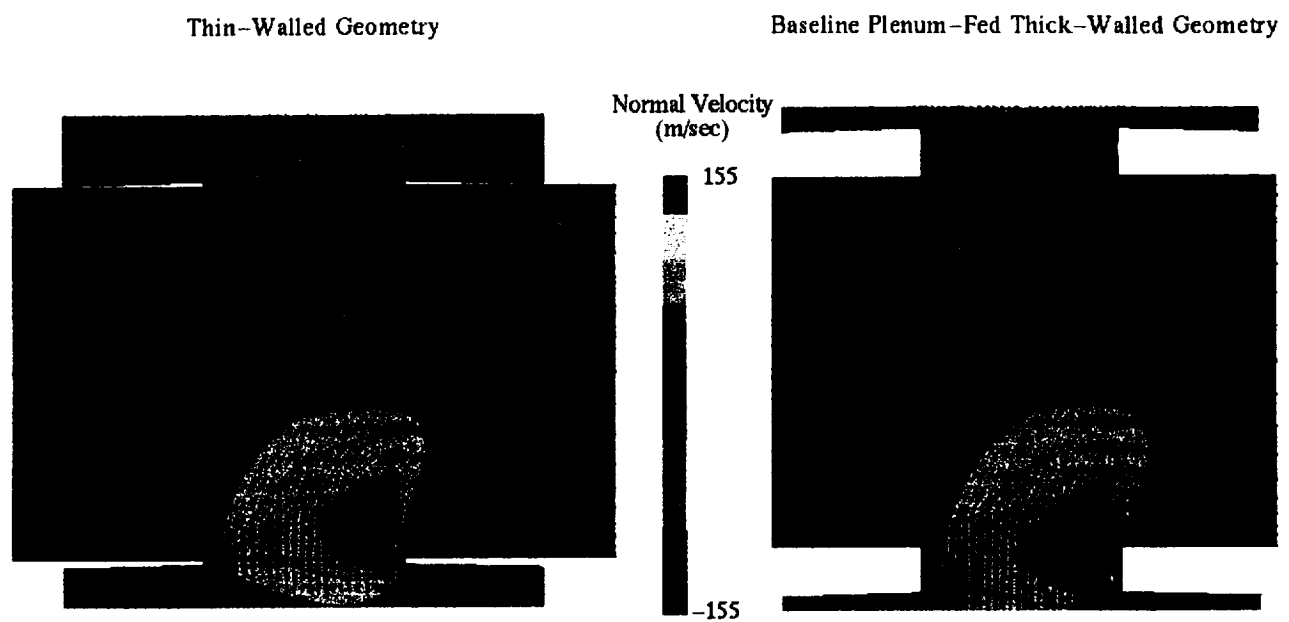 Thin–Walled Geometry
Baseline Plenum–Fed Thick–Walled Geometry
Normal Velocity
(m/sec)
155
–155